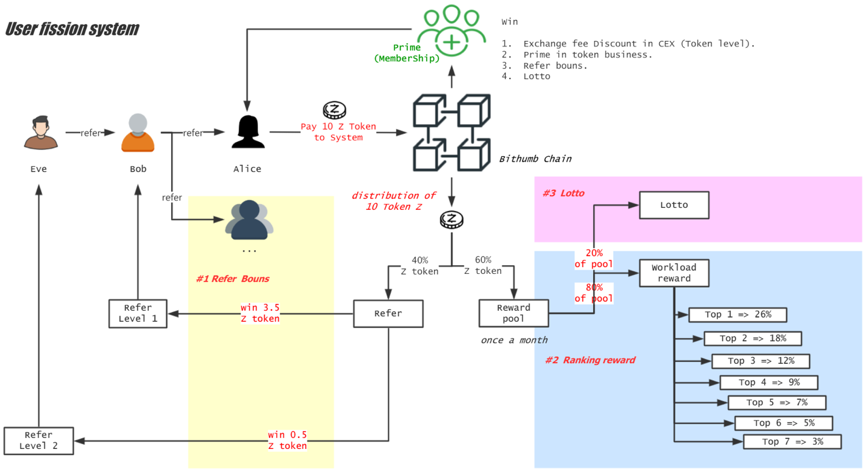 User fission system
Prime
(MemberShip)
Win
1. Exchange fee Discount in CEX (Token level).
2. Prime in token business.
3. Refer bouns.
4. Lotto
Eve
refer
Bob
refer
Alice
Pay 10 Z Token
to System
Z
Bithumb Chain
refer
...
distribution of
10 Token Z
Z
#3 Lotto
Lotto
#1 Refer Bouns
40%
Z token
60%
Z token
20%
of pool
80%
of pool
Workload
reward
Refer
Level 1
win 3.5
Z token
Refer
Reward
pool
once a month
#2 Ranking reward
Top 1 => 26%
Top 2 => 18%
Top 3 => 12%
Top 4 => 9%
Top 5 => 7%
Top 6 => 5%
Top 7 => 3%
Refer
Level 2
win 0.5
Z token